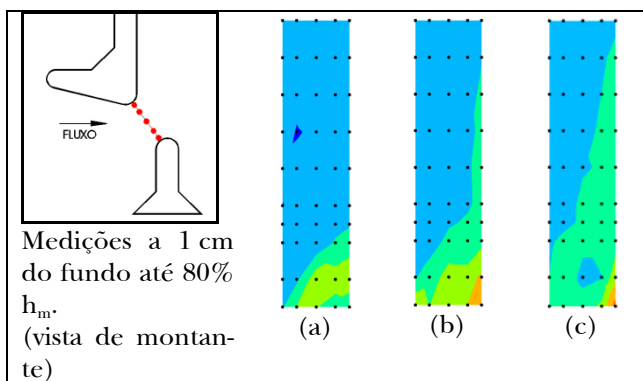 FLUXO
Medições a 1 cm
do fundo até 80%
hm.
(vista de montan-
te)
(a)
(b)
(c)